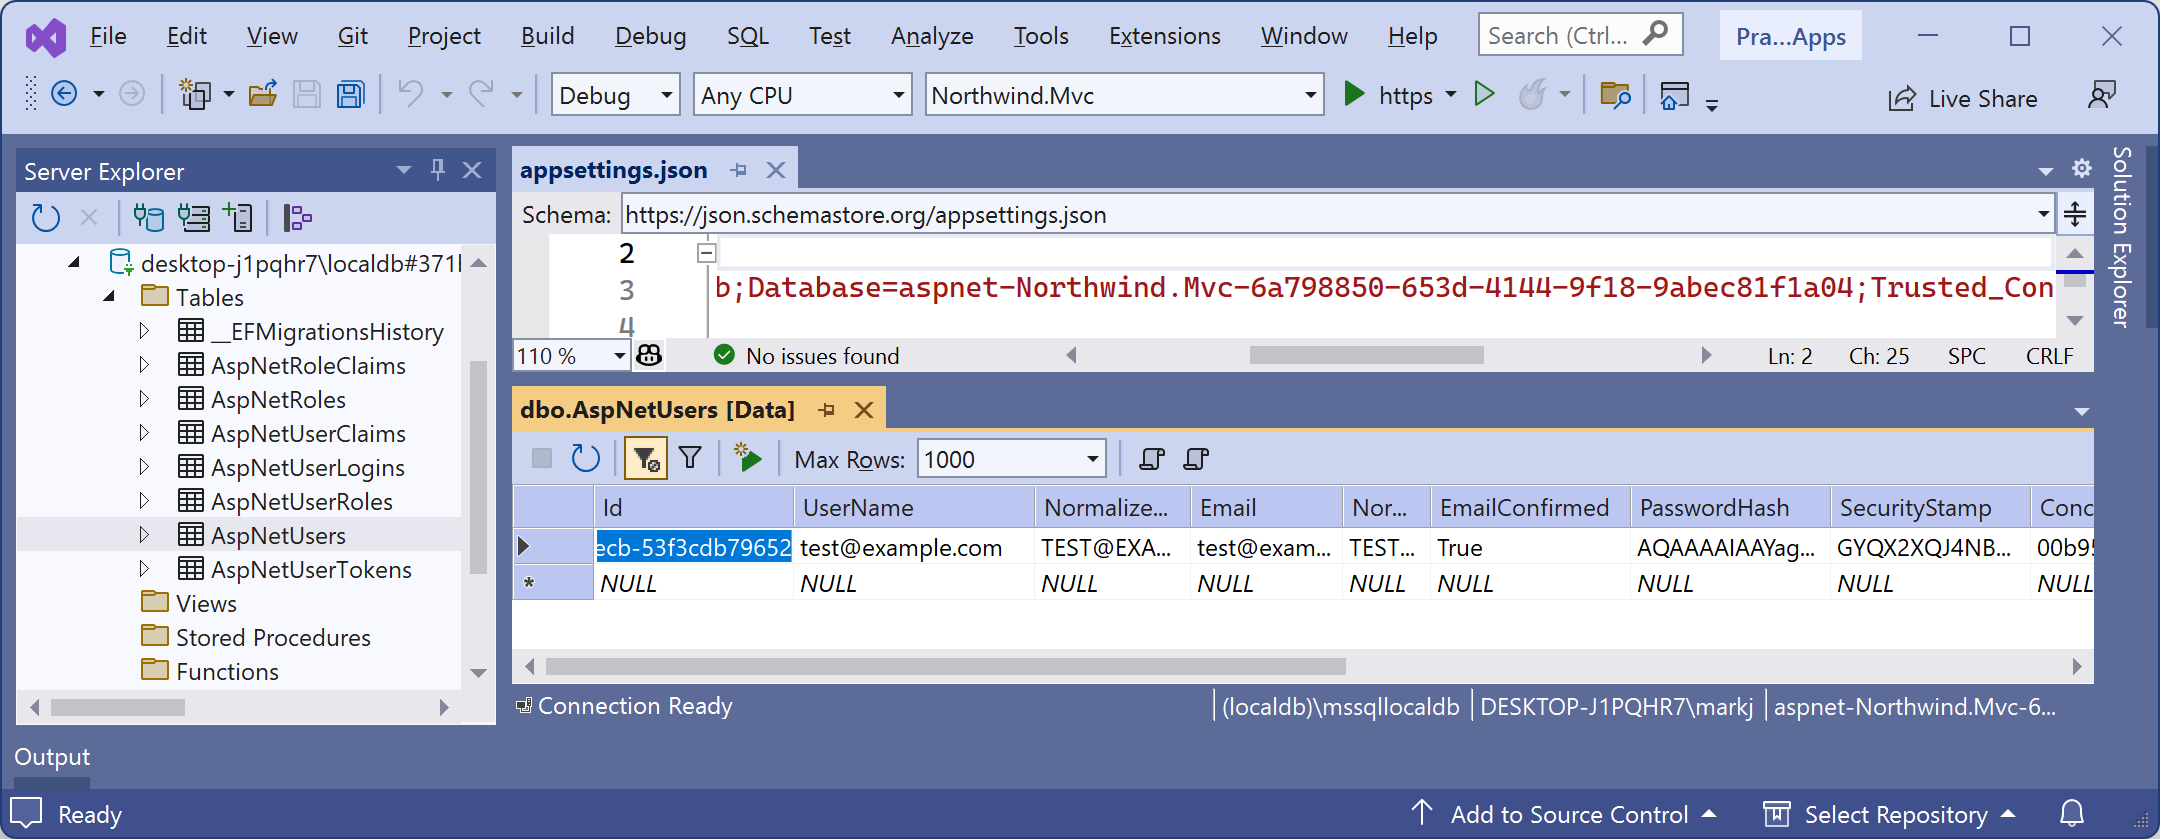 File Edit View Git Project Build Debug SQL Test Analyze Tools Extensions Window Help Search (Ctrl... Pra...Apps
Debug Any CPU Northwind.Mvc https Live Share
Server Explorer
desktop-j1pqhr7\localdb#371
Tables
__EFMigrationsHistory
AspNetRoleClaims
AspNetRoles
AspNetUserClaims
AspNetUserLogins
AspNetUserRoles
AspNetUsers
AspNetUserTokens
Views
Stored Procedures
Functions
appsettings.json
Schema: https://json.schemastore.org/appsettings.json
2
3 b;Database=aspnet-Northwind.Mvc-6a798850-653d-4144-9f18-9abec81f1a04;Trusted_Con
4
110 % No issues found Ln: 2 Ch: 25 SPC CRLF
dbo.AspNetUsers [Data]
Max Rows: 1000
Id UserName Normalize... Email Nor... EmailConfirmed PasswordHash SecurityStamp Conc
ecb-53f3cdb79652 test@example.com TEST@EXA... test@exam... TEST... True AQAAAAIAAYag... GYQX2XQJ4NB... 00b95
* NULL NULL NULL NULL NULL NULL NULL NULL NULL
Connection Ready (localdb)\mssqllocaldb DESKTOP-J1PQHR7\markj aspnet-Northwind.Mvc-6...
Solution Explorer
Output
Ready Add to Source Control Select Repository